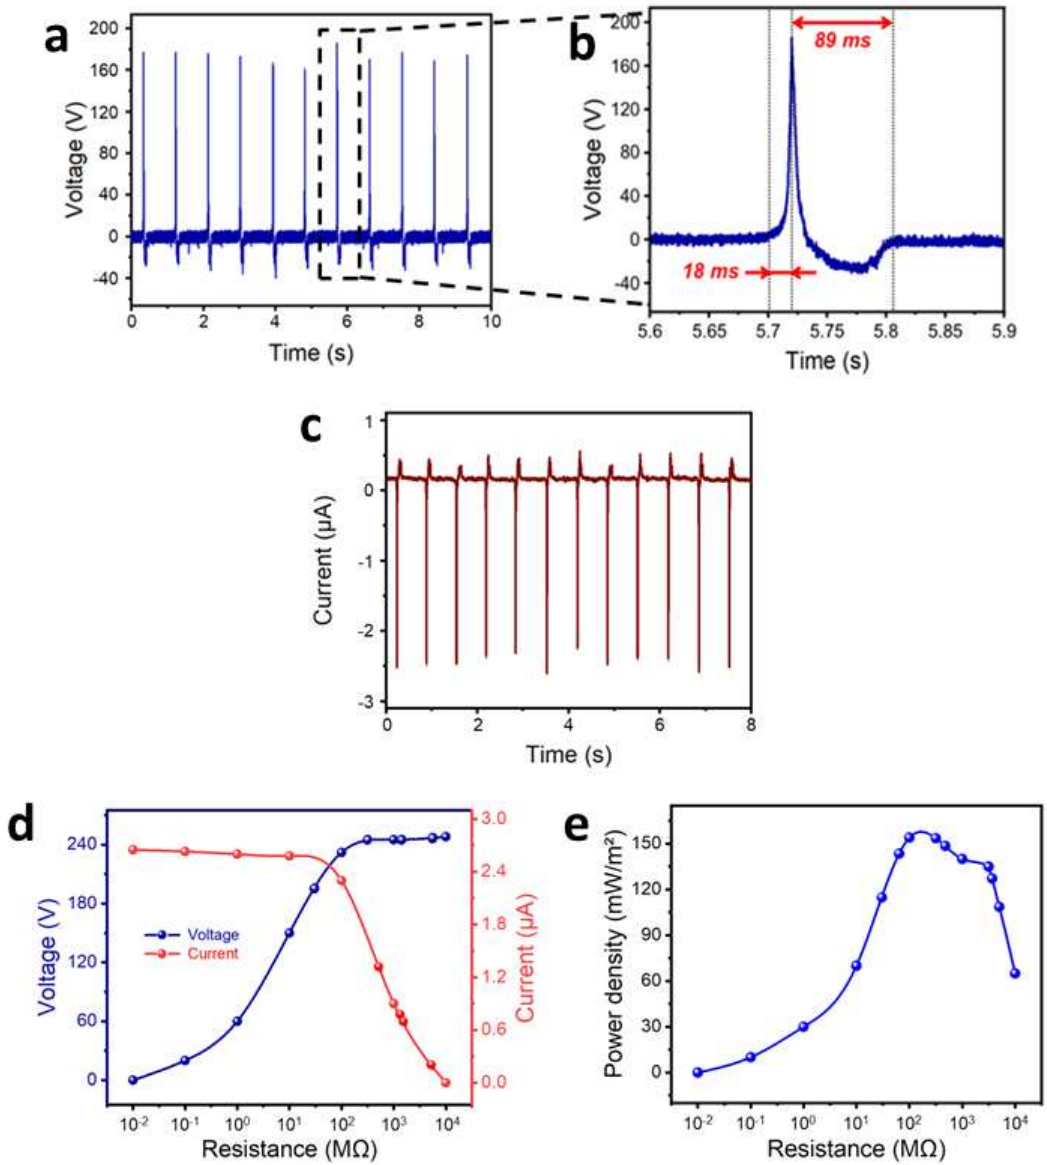 a
200
160
120
80
40
0
-40
Voltage (V)
0 2 4 6 8 10
Time (s)
b
200
160
120
80
40
0
-40
Voltage (V)
89 ms
18 ms
5.6 5.65 5.7 5.75 5.8 5.85 5.9
Time (s)
c
1
0
-1
-2
-3
Current (µA)
0 2 4 6 8
Time (s)
d
240
180
120
60
0
Voltage (V)
Voltage
Current
3.0
2.4
1.8
1.2
0.6
0.0
Current (µA)
10⁻² 10⁻¹ 10⁰ 10¹ 10² 10³ 10⁴
Resistance (MΩ)
e
150
120
90
60
30
0
Power density (mW/m²)
10⁻² 10⁻¹ 10⁰ 10¹ 10² 10³ 10⁴
Resistance (MΩ)